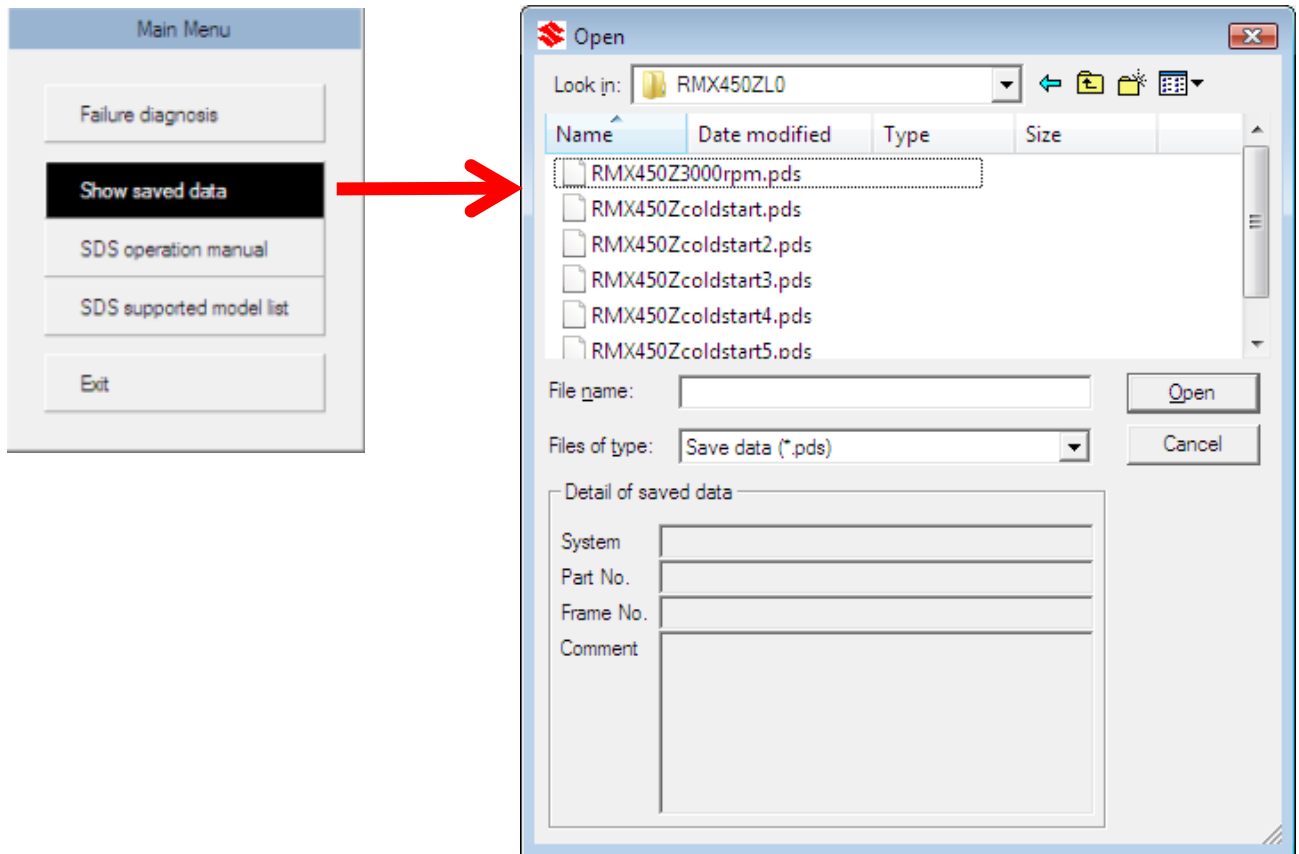 Main Menu
Failure diagnosis
Show saved data
SDS operation manual
SDS supported model list
Exit
Open
Look in: RMX450ZL0
Name Date modified Type Size
RMX450Z3000rpm.pds
RMX450Zcoldstart.pds
RMX450Zcoldstart2.pds
RMX450Zcoldstart3.pds
RMX450Zcoldstart4.pds
RMX450Zcoldstart5.pds
File name: Open
Files of type: Save data (*.pds) Cancel
Detail of saved data
System
Part No.
Frame No.
Comment